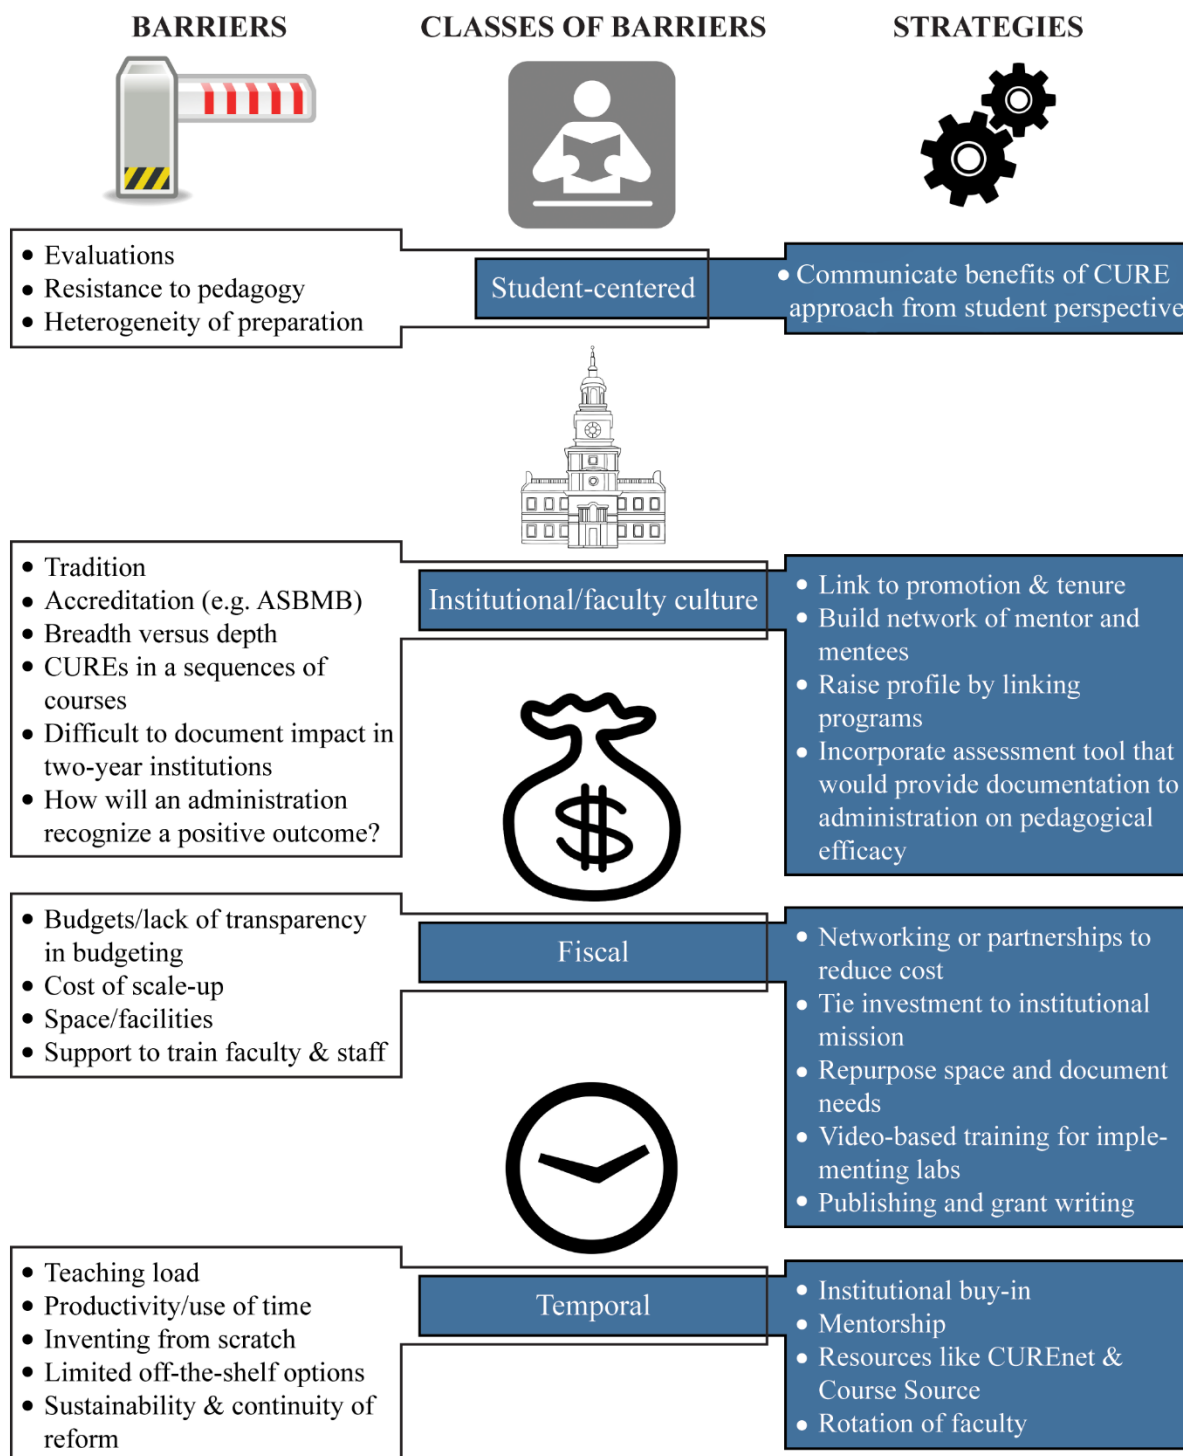 BARRIERS
CLASSES OF BARRIERS
STRATEGIES
• Evaluations
• Resistance to pedagogy
• Heterogeneity of preparation
Student-centered
• Communicate benefits of CURE
approach from student perspective
• Tradition
• Accreditation (e.g. ASBMB)
• Breadth versus depth
• CUREs in a sequences of
courses
• Difficult to document impact in
two-year institutions
• How will an administration
recognize a positive outcome?
Institutional/faculty culture
• Link to promotion & tenure
• Build network of mentor and
mentees
• Raise profile by linking
programs
• Incorporate assessment tool that
would provide documentation to
administration on pedagogical
efficacy
$
• Budgets/lack of transparency
in budgeting
• Cost of scale-up
• Space/facilities
• Support to train faculty & staff
Fiscal
• Networking or partnerships to
reduce cost
• Tie investment to institutional
mission
• Repurpose space and document
needs
• Video-based training for imple-
menting labs
• Publishing and grant writing
• Teaching load
• Productivity/use of time
• Inventing from scratch
• Limited off-the-shelf options
• Sustainability & continuity of
reform
Temporal
• Institutional buy-in
• Mentorship
• Resources like CUREnet &
Course Source
• Rotation of faculty